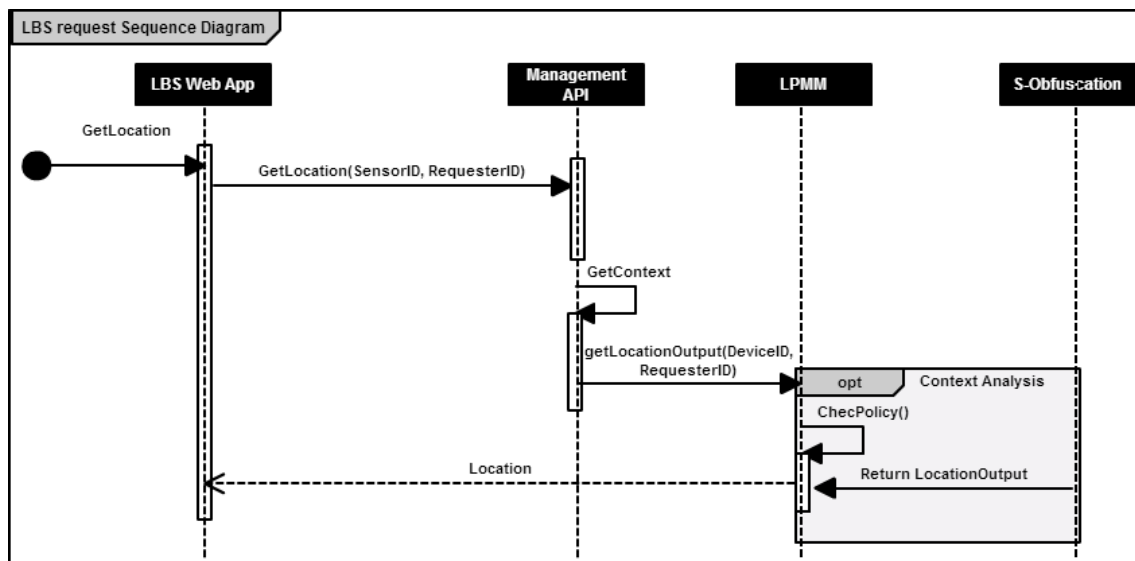 LBS request Sequence Diagram
LBS Web App
Management
API
LPMM
S-Obfuscation
GetLocation
GetLocation(SensorID, RequesterID)
GetContext
getLocationOutput(DeviceID,
RequesterID)
opt
Context Analysis
ChecPolicy()
Location
Return LocationOutput